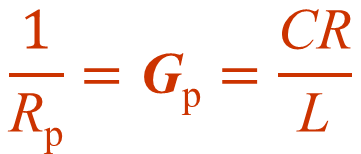 1/R_p = G_p = CR/L